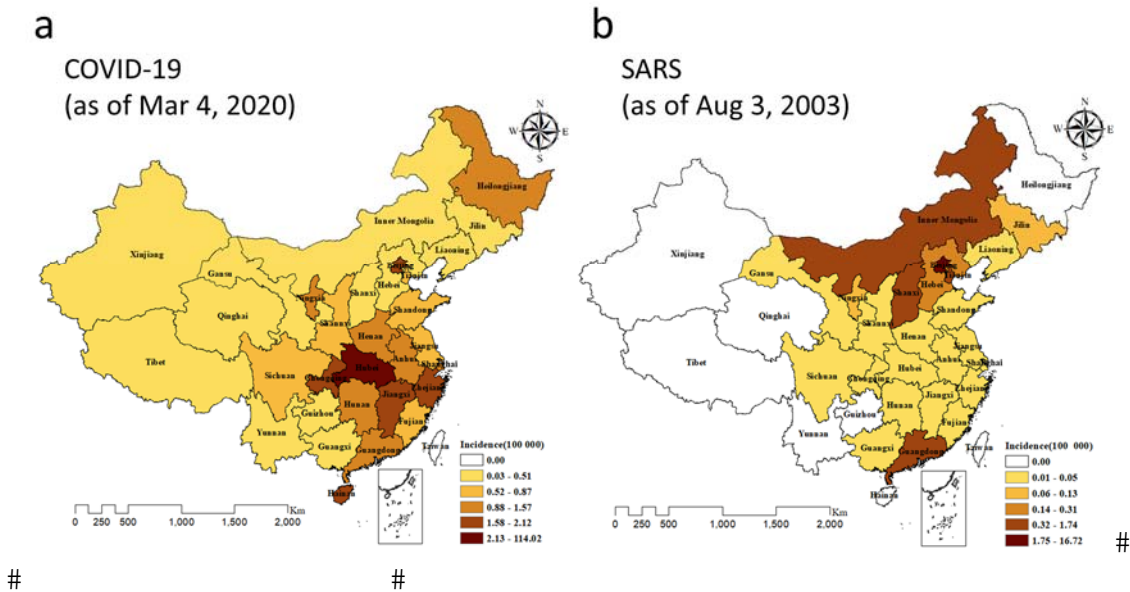 a
COVID-19
(as of Mar 4, 2020)
N
W E
S
Heilongjiang
Inner Mongolia
Jilin
Xinjiang
Liaoning
Gansu
Beijing
Tianjin
Hebei
Ningxia
Shanxi
Qinghai
Shandong
Shannxi
Henan
Jiangsu
Tibet
Anhui
Shanghai
Sichuan
Hubei
Chongqing
Zhejiang
Jiangxi
Hunan
Guizhou
Fujian
Yunnan
Taiwan
Guangxi
Guangdong
Hainan
Incidence(100 000)
0.00
0.03 - 0.51
0.52 - 0.87
0.88 - 1.57
1.58 - 2.12
2.13 - 114.02
Km
0 250 500 1,000 1,500 2,000
b
SARS
(as of Aug 3, 2003)
N
W E
S
Heilongjiang
Inner Mongolia
Jilin
Xinjiang
Liaoning
Gansu
Beijing
Tianjin
Hebei
Ningxia
Shanxi
Qinghai
Shandong
Shannxi
Henan
Jiangsu
Tibet
Anhui
Shanghai
Sichuan
Hubei
Chongqing
Zhejiang
Jiangxi
Hunan
Guizhou
Fujian
Yunnan
Taiwan
Guangxi
Guangdong
Hainan
Incidence(100 000)
0.00
0.01 - 0.05
0.06 - 0.13
0.14 - 0.31
0.32 - 1.74
1.75 - 16.72
Km
0 250 500 1,000 1,500 2,000
#
# #